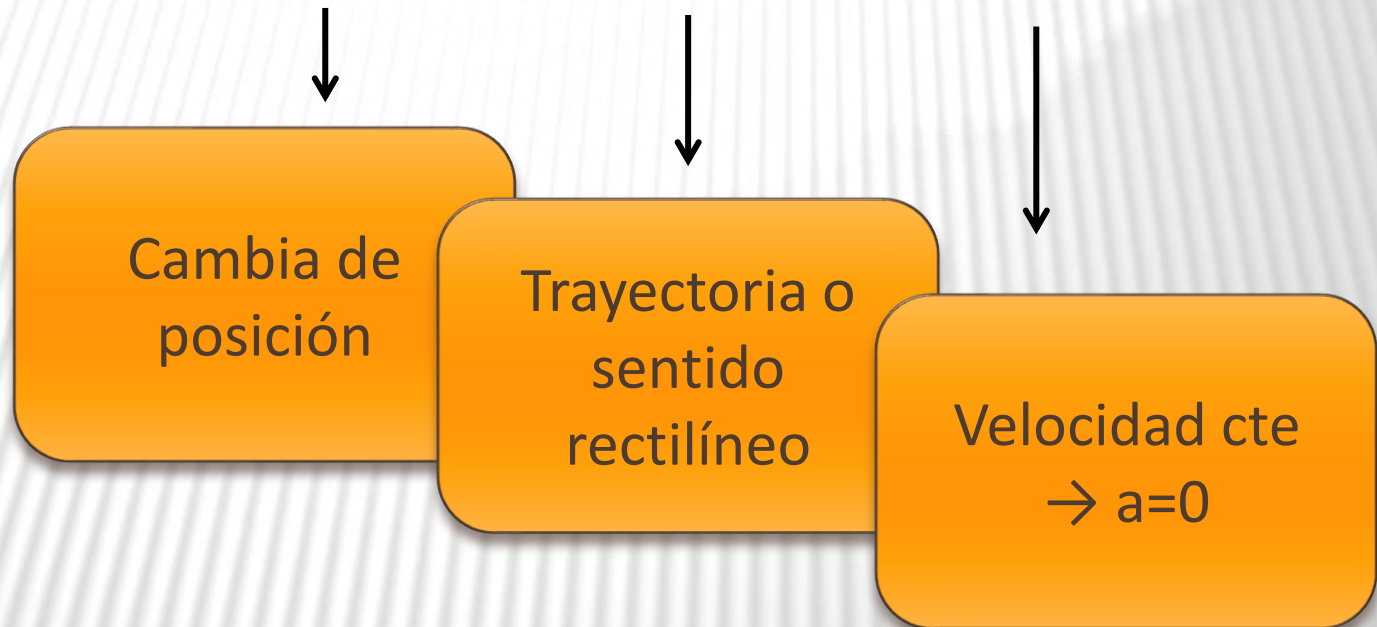 Cambia de
posición
Trayectoria o
sentido
rectilíneo
Velocidad cte
→ a=0